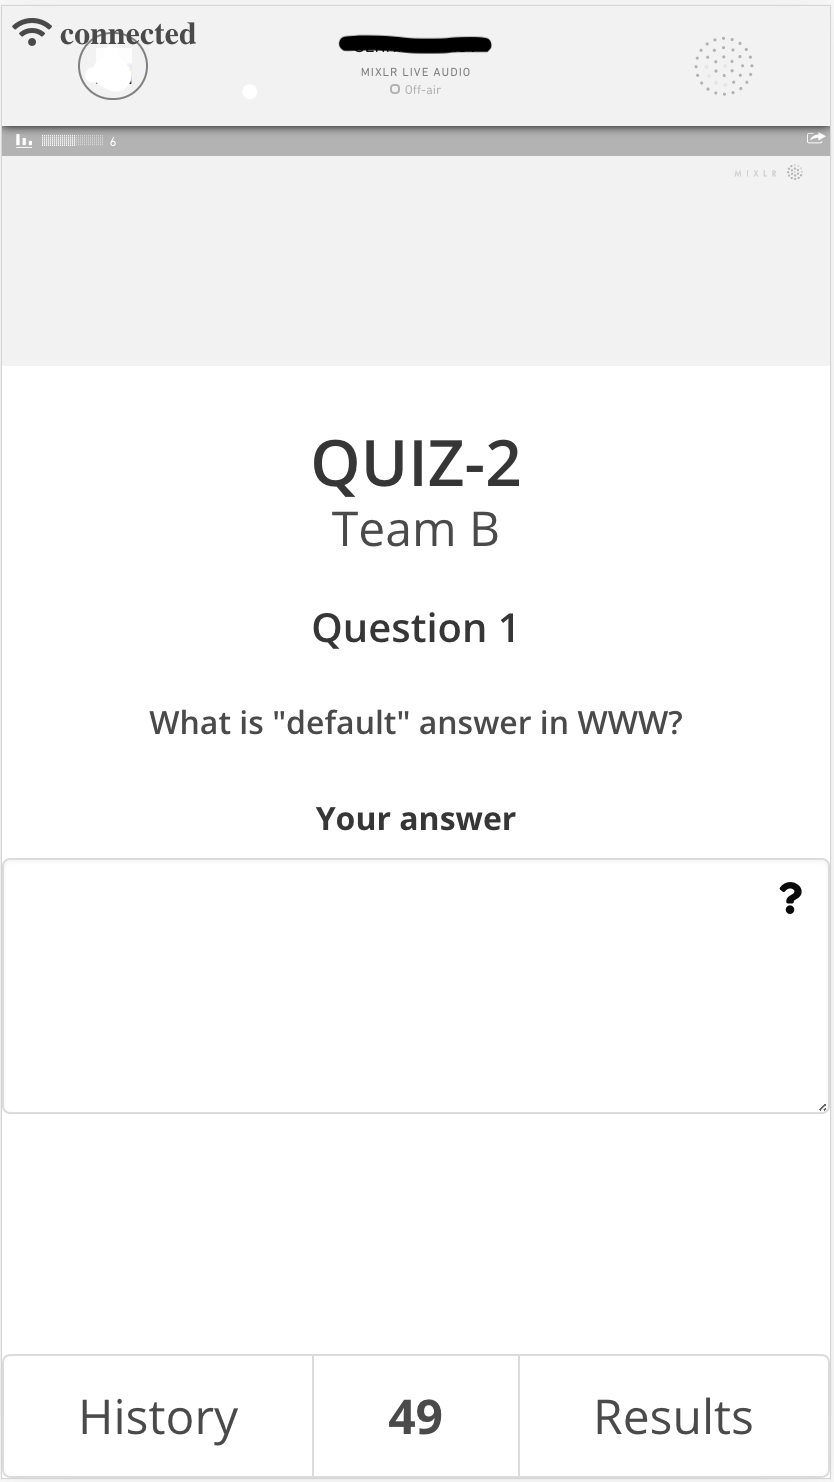 connected
MIXLR LIVE AUDIO
Off-air
6
MIXLR
QUIZ-2
Team B
Question 1
What is "default" answer in WWW?
Your answer
?
History
49
Results